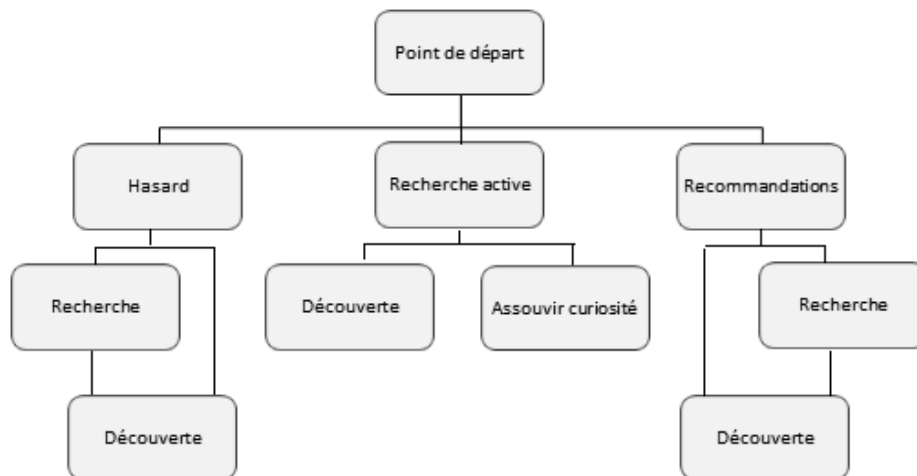 Point de départ
Hasard
Recherche active
Recommandations
Recherche
Découverte
Assouvir curiosité
Recherche
Découverte
Découverte